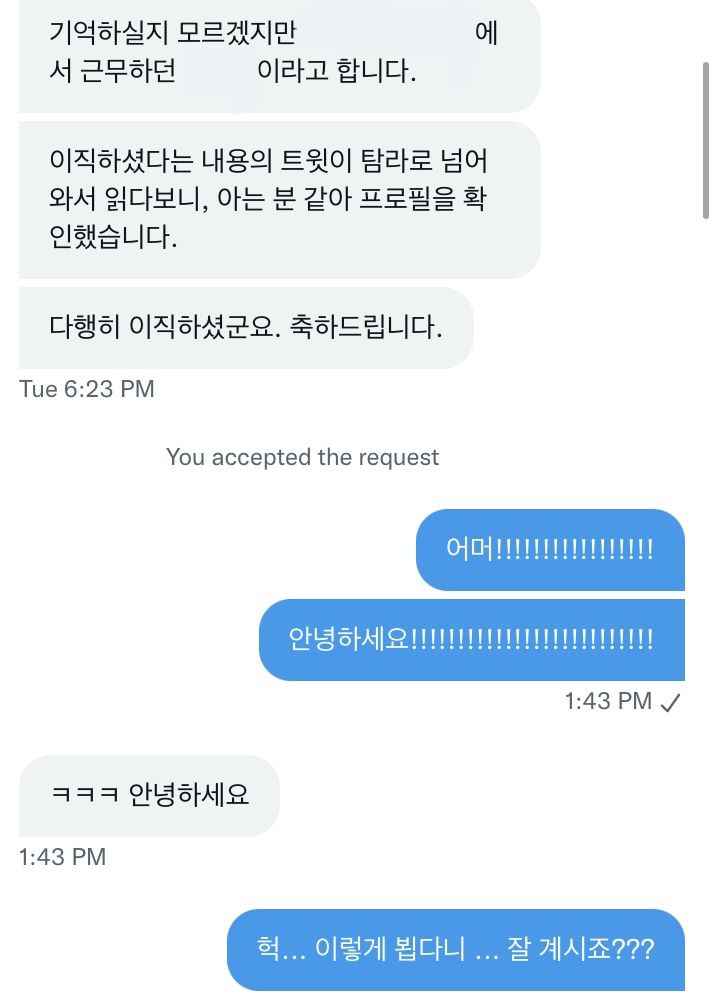 기억하실지 모르겠지만 에
서 근무하던 이라고 합니다.
이직하셨다는 내용의 트윗이 탐라로 넘어
와서 읽다보니, 아는 분 같아 프로필을 확
인했습니다.
다행히 이직하셨군요. 축하드립니다.
Tue 6:23 PM
You accepted the request
어머!!!!!!!!!!!!!!!!!
안녕하세요!!!!!!!!!!!!!!!!!!!!!!!!!!
1:43 PM ✓
ㅋㅋㅋ 안녕하세요
1:43 PM
헉... 이렇게 뵙다니 ... 잘 계시죠???